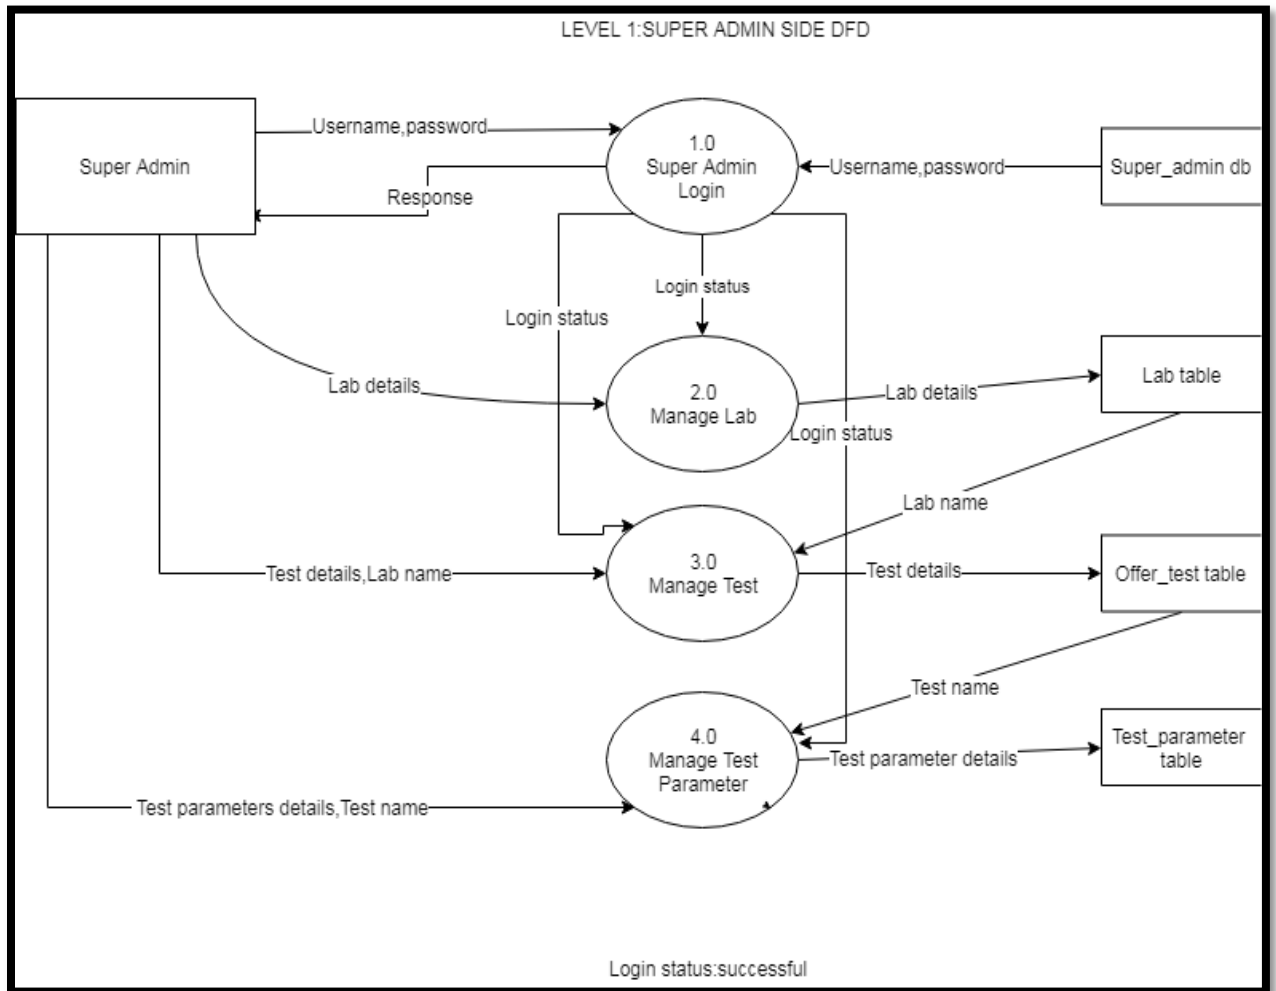 LEVEL 1:SUPER ADMIN SIDE DFD
Super Admin
Username,password
Response
1.0
Super Admin
Login
Username,password
Super_admin db
Login status
Login status
Lab details
2.0
Manage Lab
Lab details
Lab table
Login status
Lab name
Test details,Lab name
3.0
Manage Test
Test details
Offer_test table
Test name
4.0
Manage Test
Parameter
Test parameter details
Test_parameter
table
Test parameters details,Test name
Login status:successful